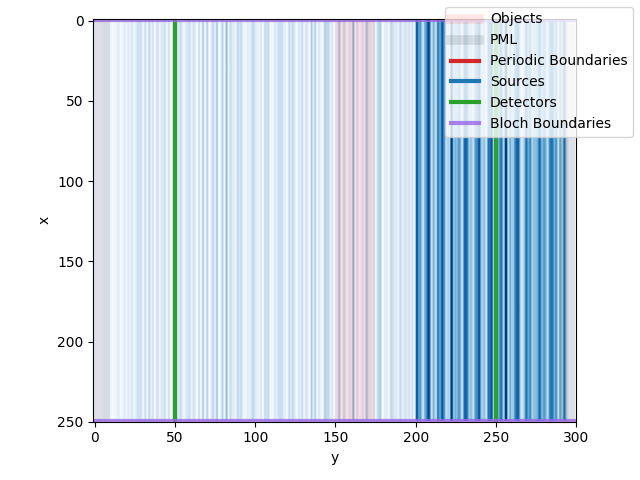 Objects
PML
Periodic Boundaries
Sources
Detectors
Bloch Boundaries
0
50
100
150
200
250
x
0
50
100
150
200
250
300
y